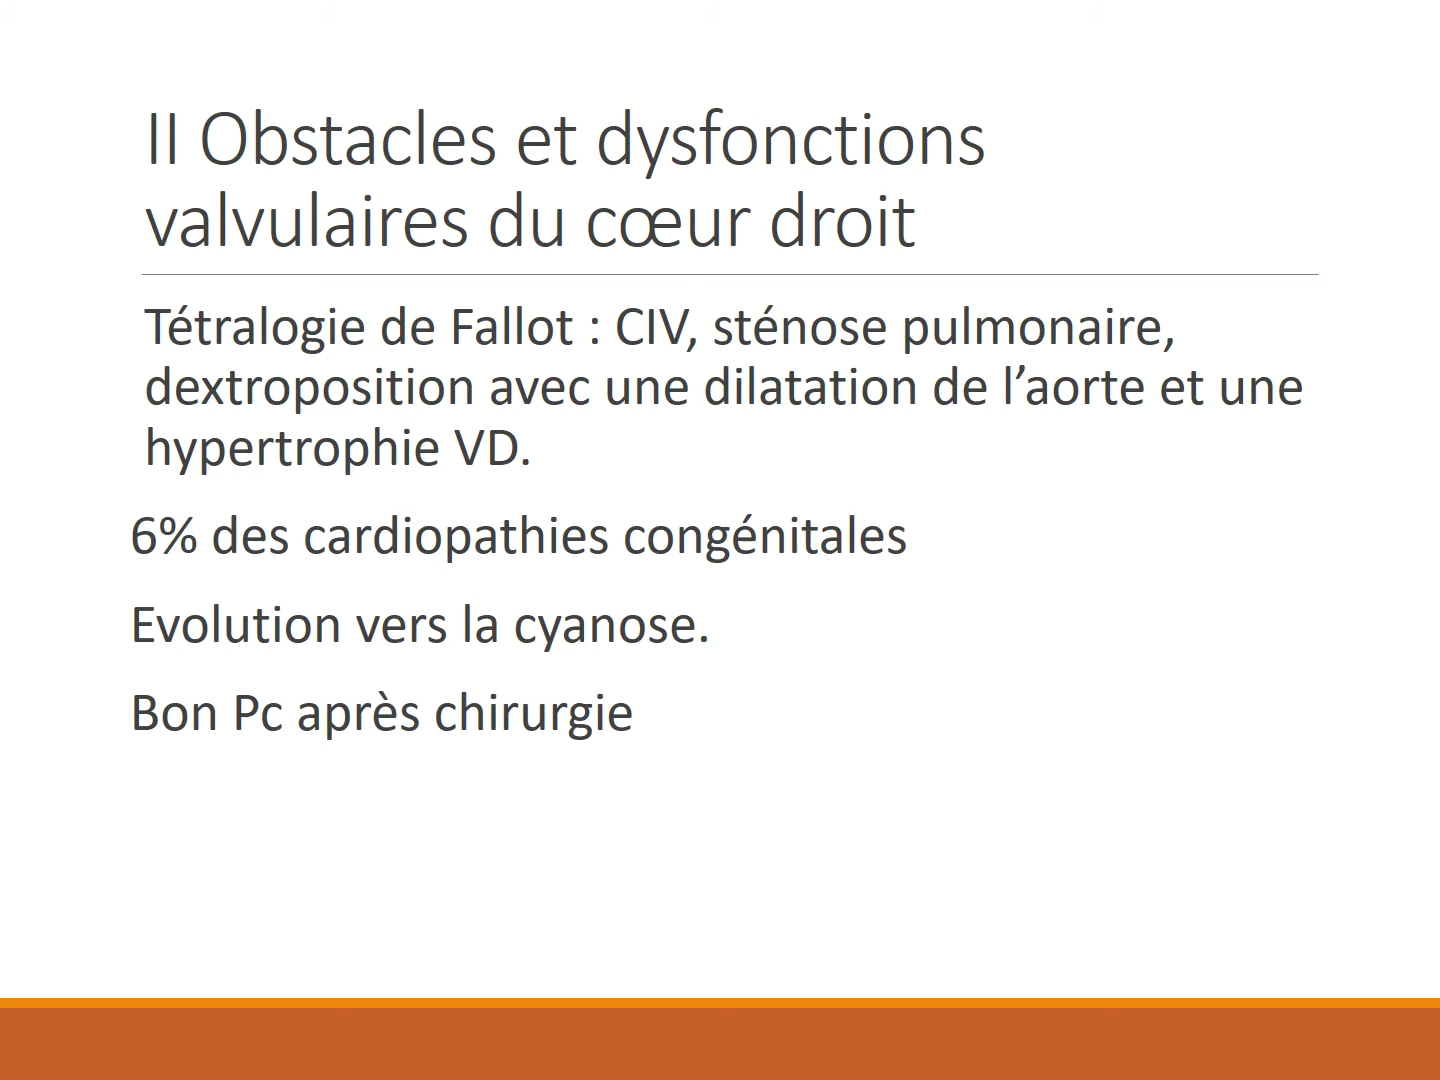 II Obstacles et dysfonctions
valvulaires du cœur droit
Tétralogie de Fallot : CIV, sténose pulmonaire,
dextroposition avec une dilatation de l’aorte et une
hypertrophie VD.
6% des cardiopathies congénitales
Evolution vers la cyanose.
Bon Pc après chirurgie